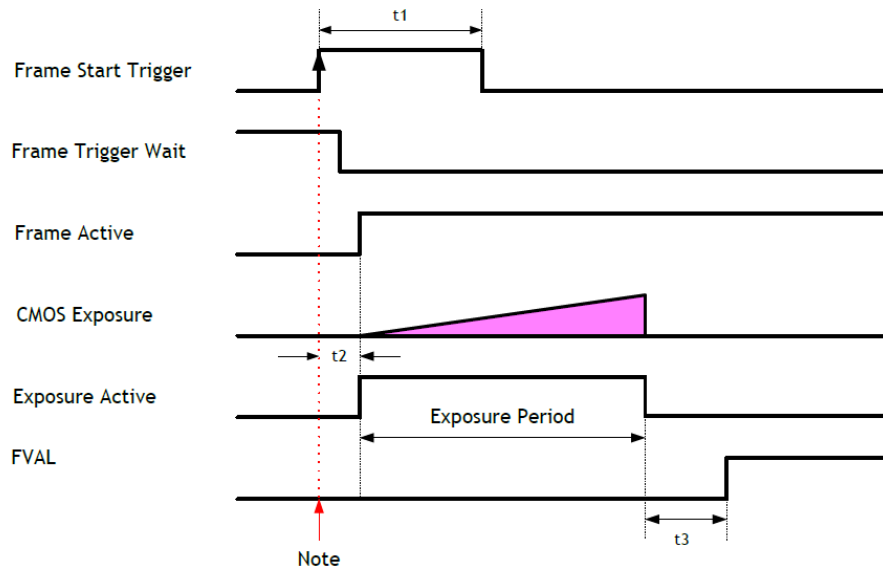 t1
Frame Start Trigger
Frame Trigger Wait
Frame Active
CMOS Exposure
t2
Exposure Active
Exposure Period
FVAL
t3
Note